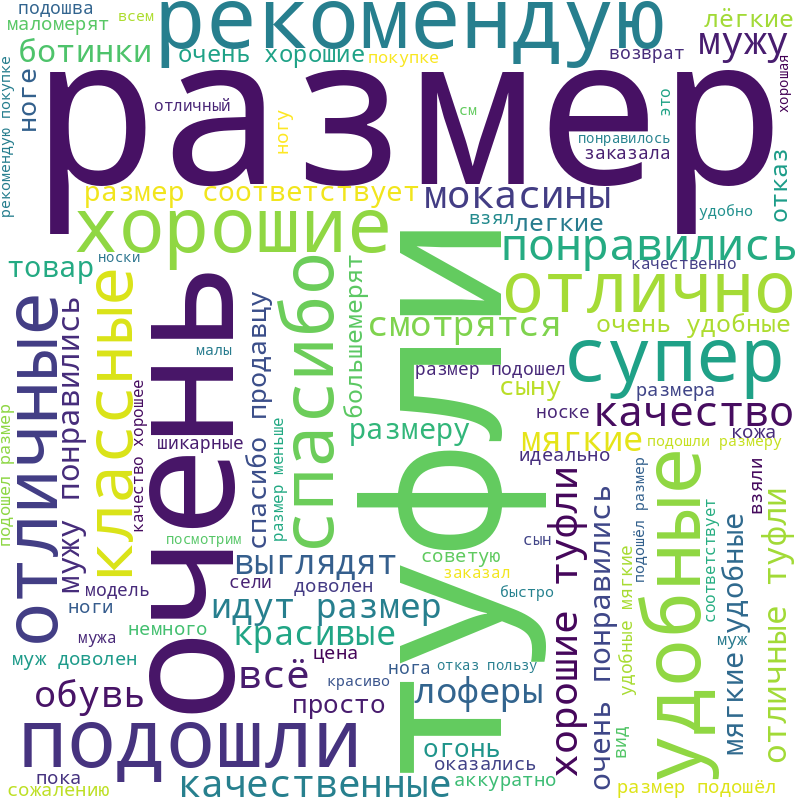 подошва
всем
маломерят
рекомендую
лёгкие
мужу
ботинки
очень хорошие
покупке
возврат
хорошая
рекомендую покупке
ноге
размер
отличный
ногу
см
это
понравилось
заказала
отказ
размер соответствует
мокасины
удобно
хорошие
взял
легкие
понравились
товар
носки
качественно
отличные
классные
очень
спасибо
большемерят
туфли
отлично
смотрятся
очень удобные
мужу понравились
спасибо продавцу
малы
супер
размер подошел
сыну
размера
качество хорошее
подошел размер
размер меньше
размеру
носке
качество
кожа
шикарные
мягкие
подошли размеру
идеально
хорошие туфли
очень понравились
подошёл размер
удобные
взяли
соответствует
отличные туфли
посмотрим
сын
выглядят
советую
заказал
удобные мягкие
мягкие удобные
модель
сели
доволен
быстро
ноги
идут размер
немного
мужа
красивые
муж
муж доволен
цена
всё
нога
отказ пользу
красиво
обувь
просто
лоферы
подошли
вид
огонь
оказались
пока
сожалению
качественные
аккуратно
размер подошёл